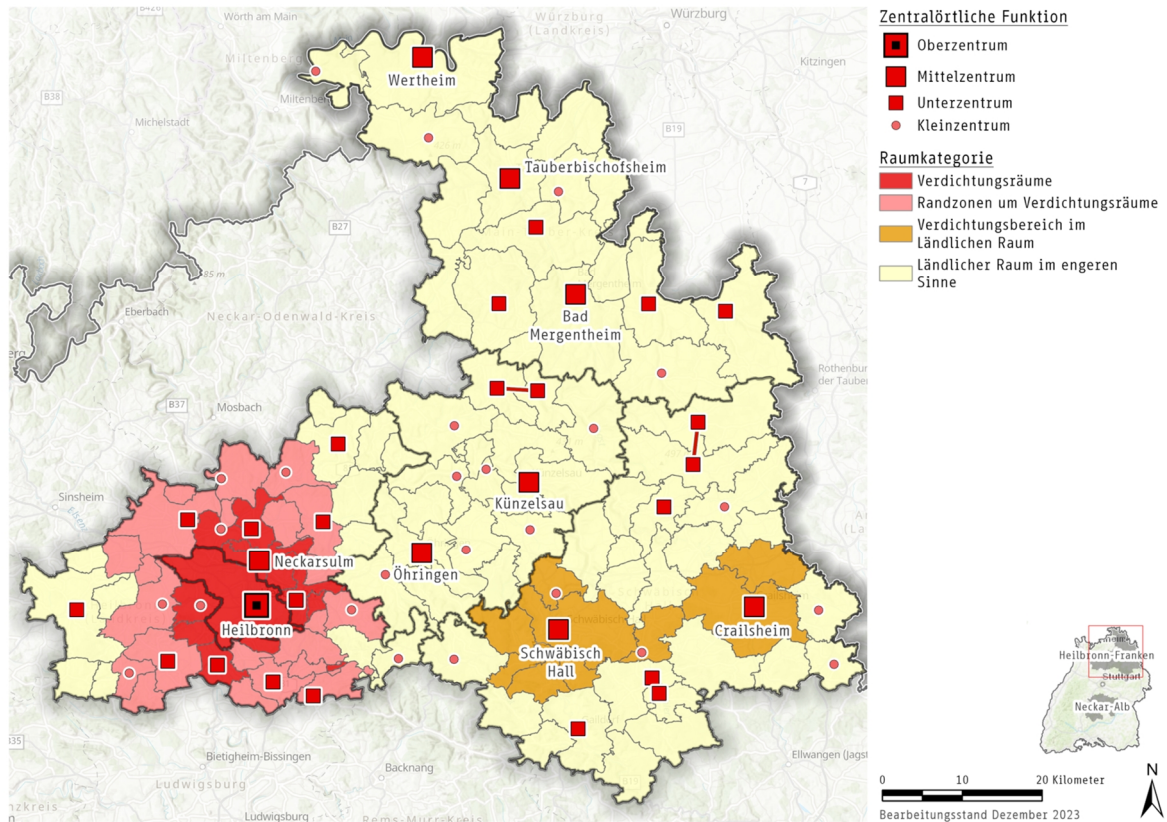 B426
Wörth am Main
Würzburg
(Landkreis)
Würzburg
Kitzingen
Miltenberg
Miltenberg
Wertheim
B38
Michelstadt
B19
7
Tauberbischofsheim
B27
85 m
Eberbach
Neckar-Odenwald-Kreis
Bad
Mergentheim
Rothenburg
der Tauber
B37
Mosbach
Künzelsau
Sinsheim
Neckarsulm
Öhringen
Heilbronn
Schwäbisch
Hall
Crailsheim
B35
Bietigheim-Bissingen
Backnang
Ellwangen (Jagst
Ludwigsburg
Ludwigsburg
Rems-Murr-Kreis
Zentralörtliche Funktion
Oberzentrum
Mittelzentrum
Unterzentrum
Kleinzentrum
Raumkategorie
Verdichtungsräume
Randzonen um Verdichtungsräume
Verdichtungsbereich im
Ländlichen Raum
Ländlicher Raum im engeren
Sinne
Heilbronn-Franken
Stuttgart
Neckar-Alb
0 10 20 Kilometer
N
Bearbeitungsstand Dezember 2023